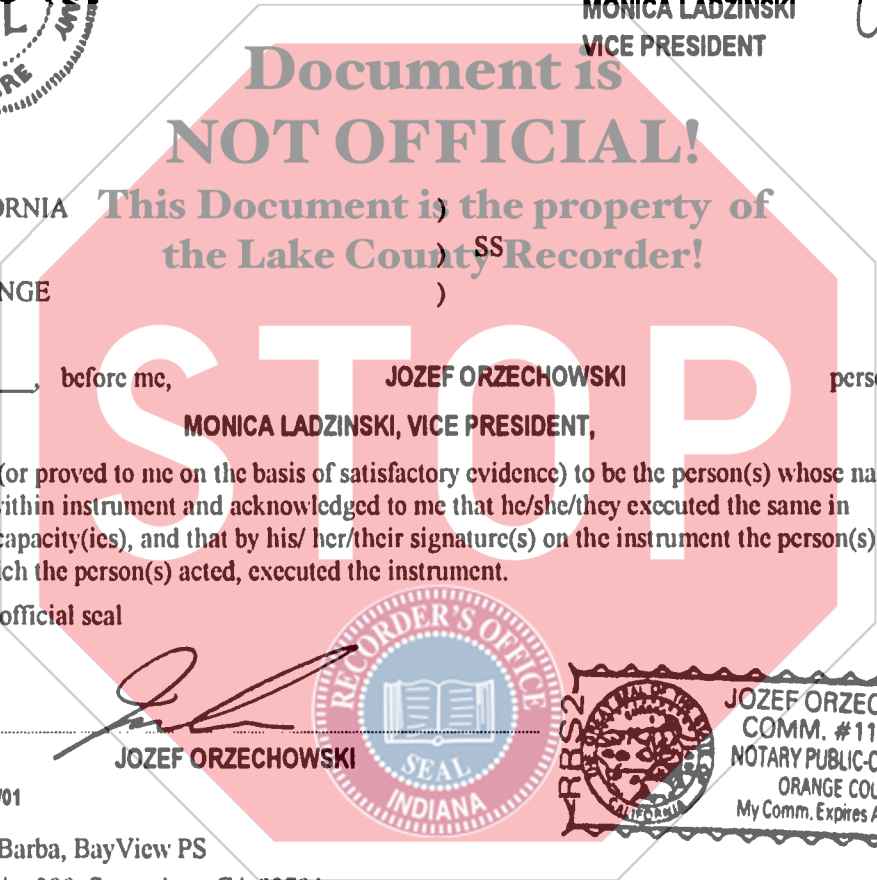 MONICA LADZINSKI
VICE PRESIDENT
Document is
NOT OFFICIAL!
ORNIA )
This Document is the property of
the Lake County Recorder!
) SS
NGE )
STOP
, before me, JOZEF ORZECHOWSKI perso
MONICA LADZINSKI, VICE PRESIDENT,
(or proved to me on the basis of satisfactory evidence) to be the person(s) whose na
vithin instrument and acknowledged to me that he/she/they executed the same in
capacity(ies), and that by his/ her/their signature(s) on the instrument the person(s)
ich the person(s) acted, executed the instrument.
official seal
RECORDER'S OFFICE
SEAL
INDIANA
JOZEF ORZECHOWSKI
RBS2
CALIFORNIA
JOZEF ORZEC
COMM. #11
NOTARY PUBLIC-C
ORANGE COU
My Comm. Expires A
/01
Barba, BayView PS